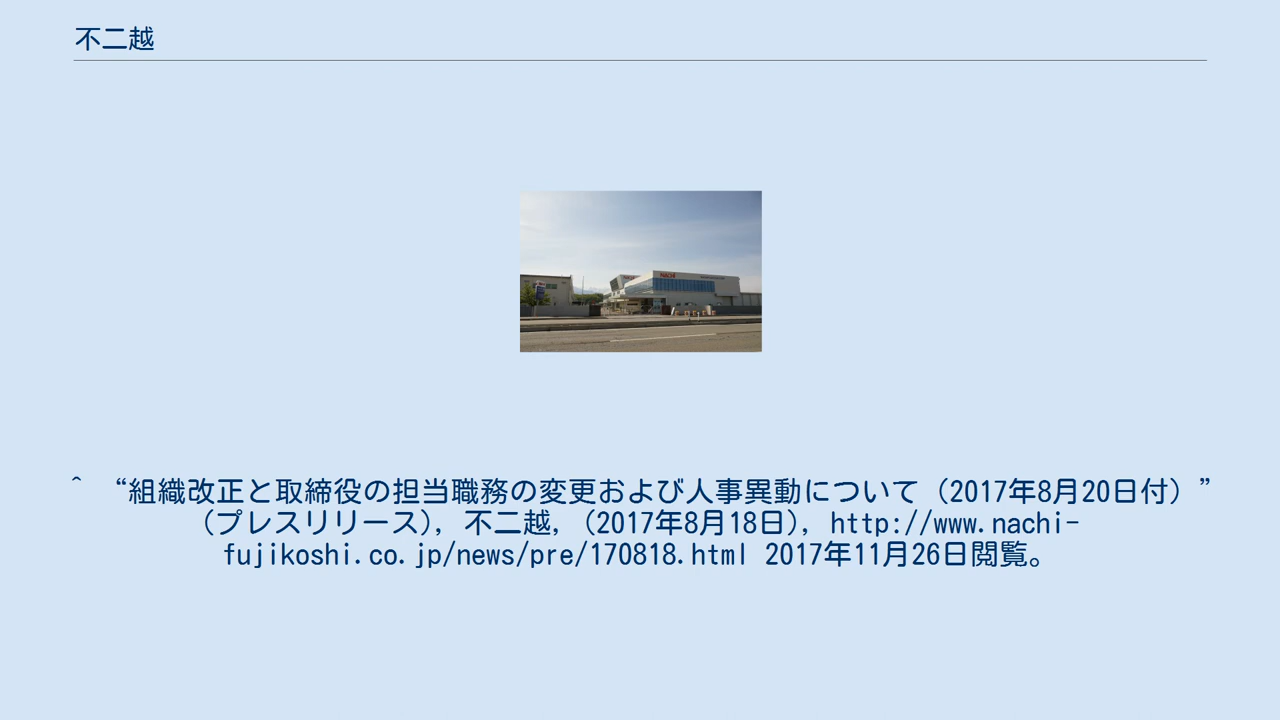 不二越
NACHI
^ “組織改正と取締役の担当職務の変更および人事異動について（2017年8月20日付）”
（プレスリリース), 不二越, （2017年8月18日), http://www.nachi-
fujikoshi.co.jp/news/pre/170818.html 2017年11月26日閲覧。